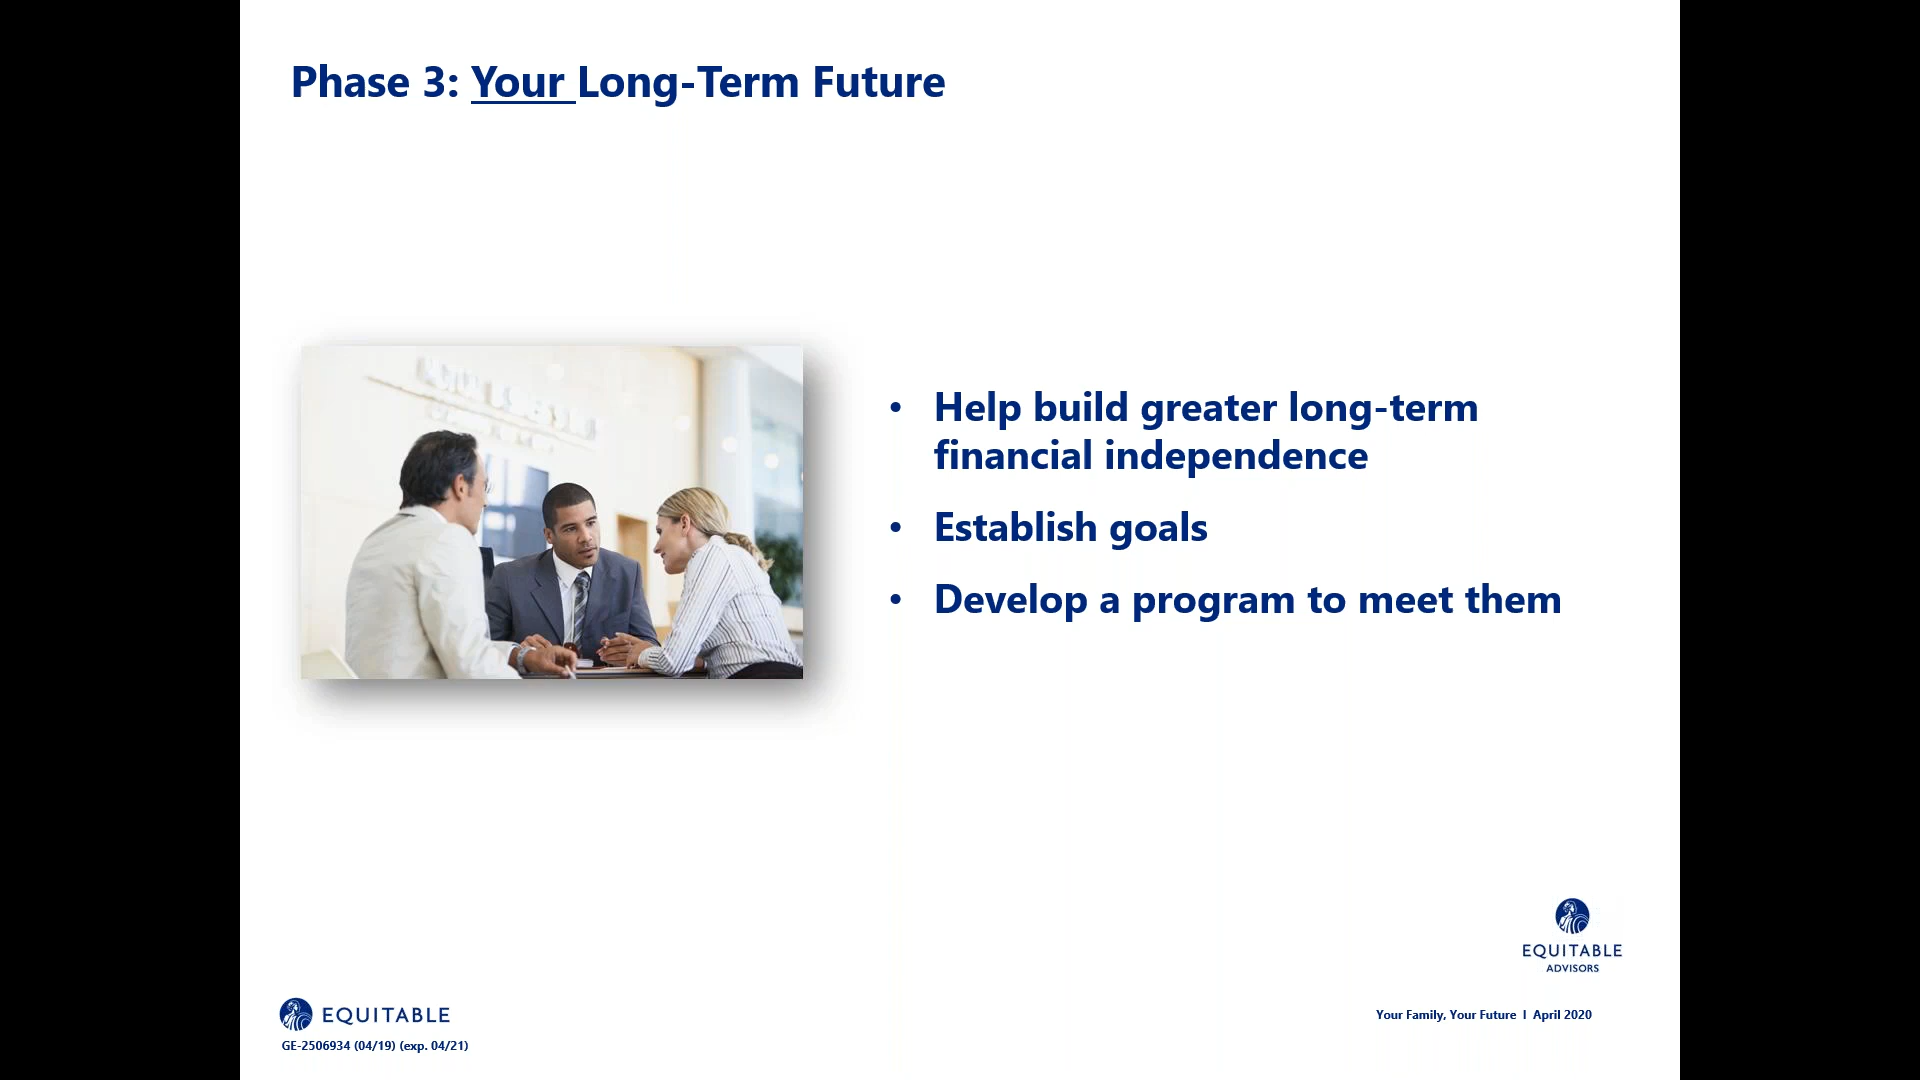 Phase 3: Your Long-Term Future
• Help build greater long-term
financial independence
• Establish goals
• Develop a program to meet them
EQUITABLE
ADVISORS
EQUITABLE
Your Family, Your Future I April 2020
GE-2506934 (04/19) (exp. 04/21)